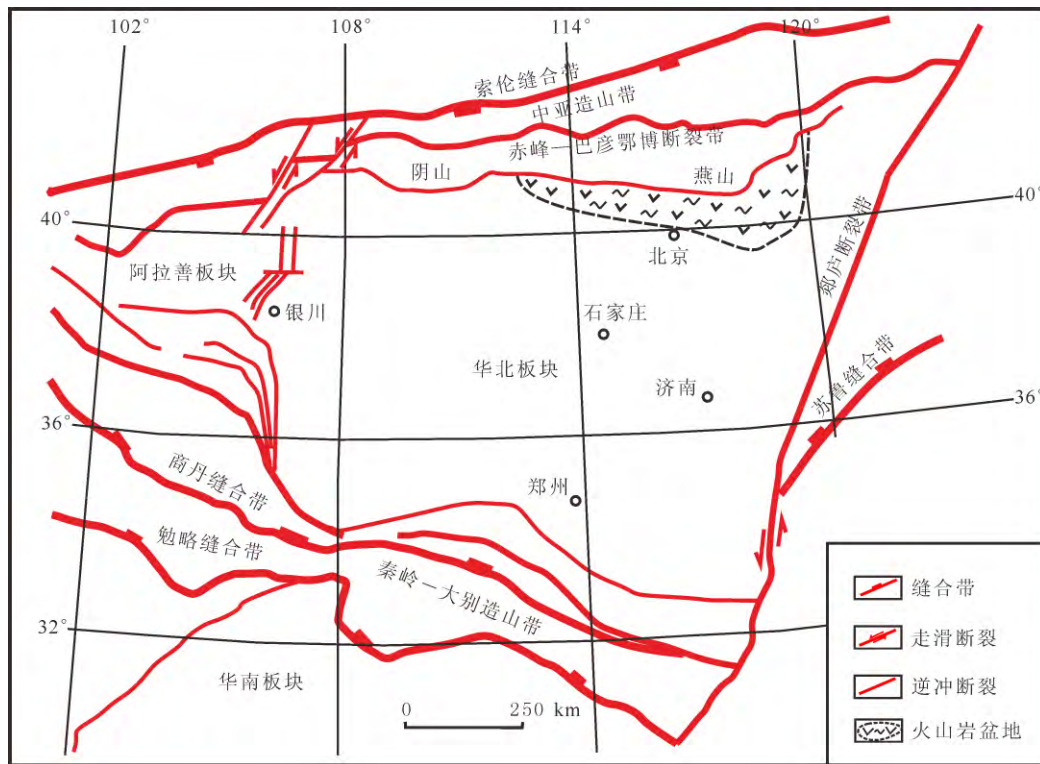 102°
108°
114°
120°
索伦缝合带
中亚造山带
赤峰—巴彦鄂博断裂带
阴山
燕山
40°
40°
北京
阿拉善板块
银川
石家庄
郯庐断裂带
华北板块
济南
苏鲁缝合带
36°
36°
郑州
商丹缝合带
勉略缝合带
秦岭—大别造山带
32°
华南板块
0 250 km
缝合带
走滑断裂
逆冲断裂
火山岩盆地